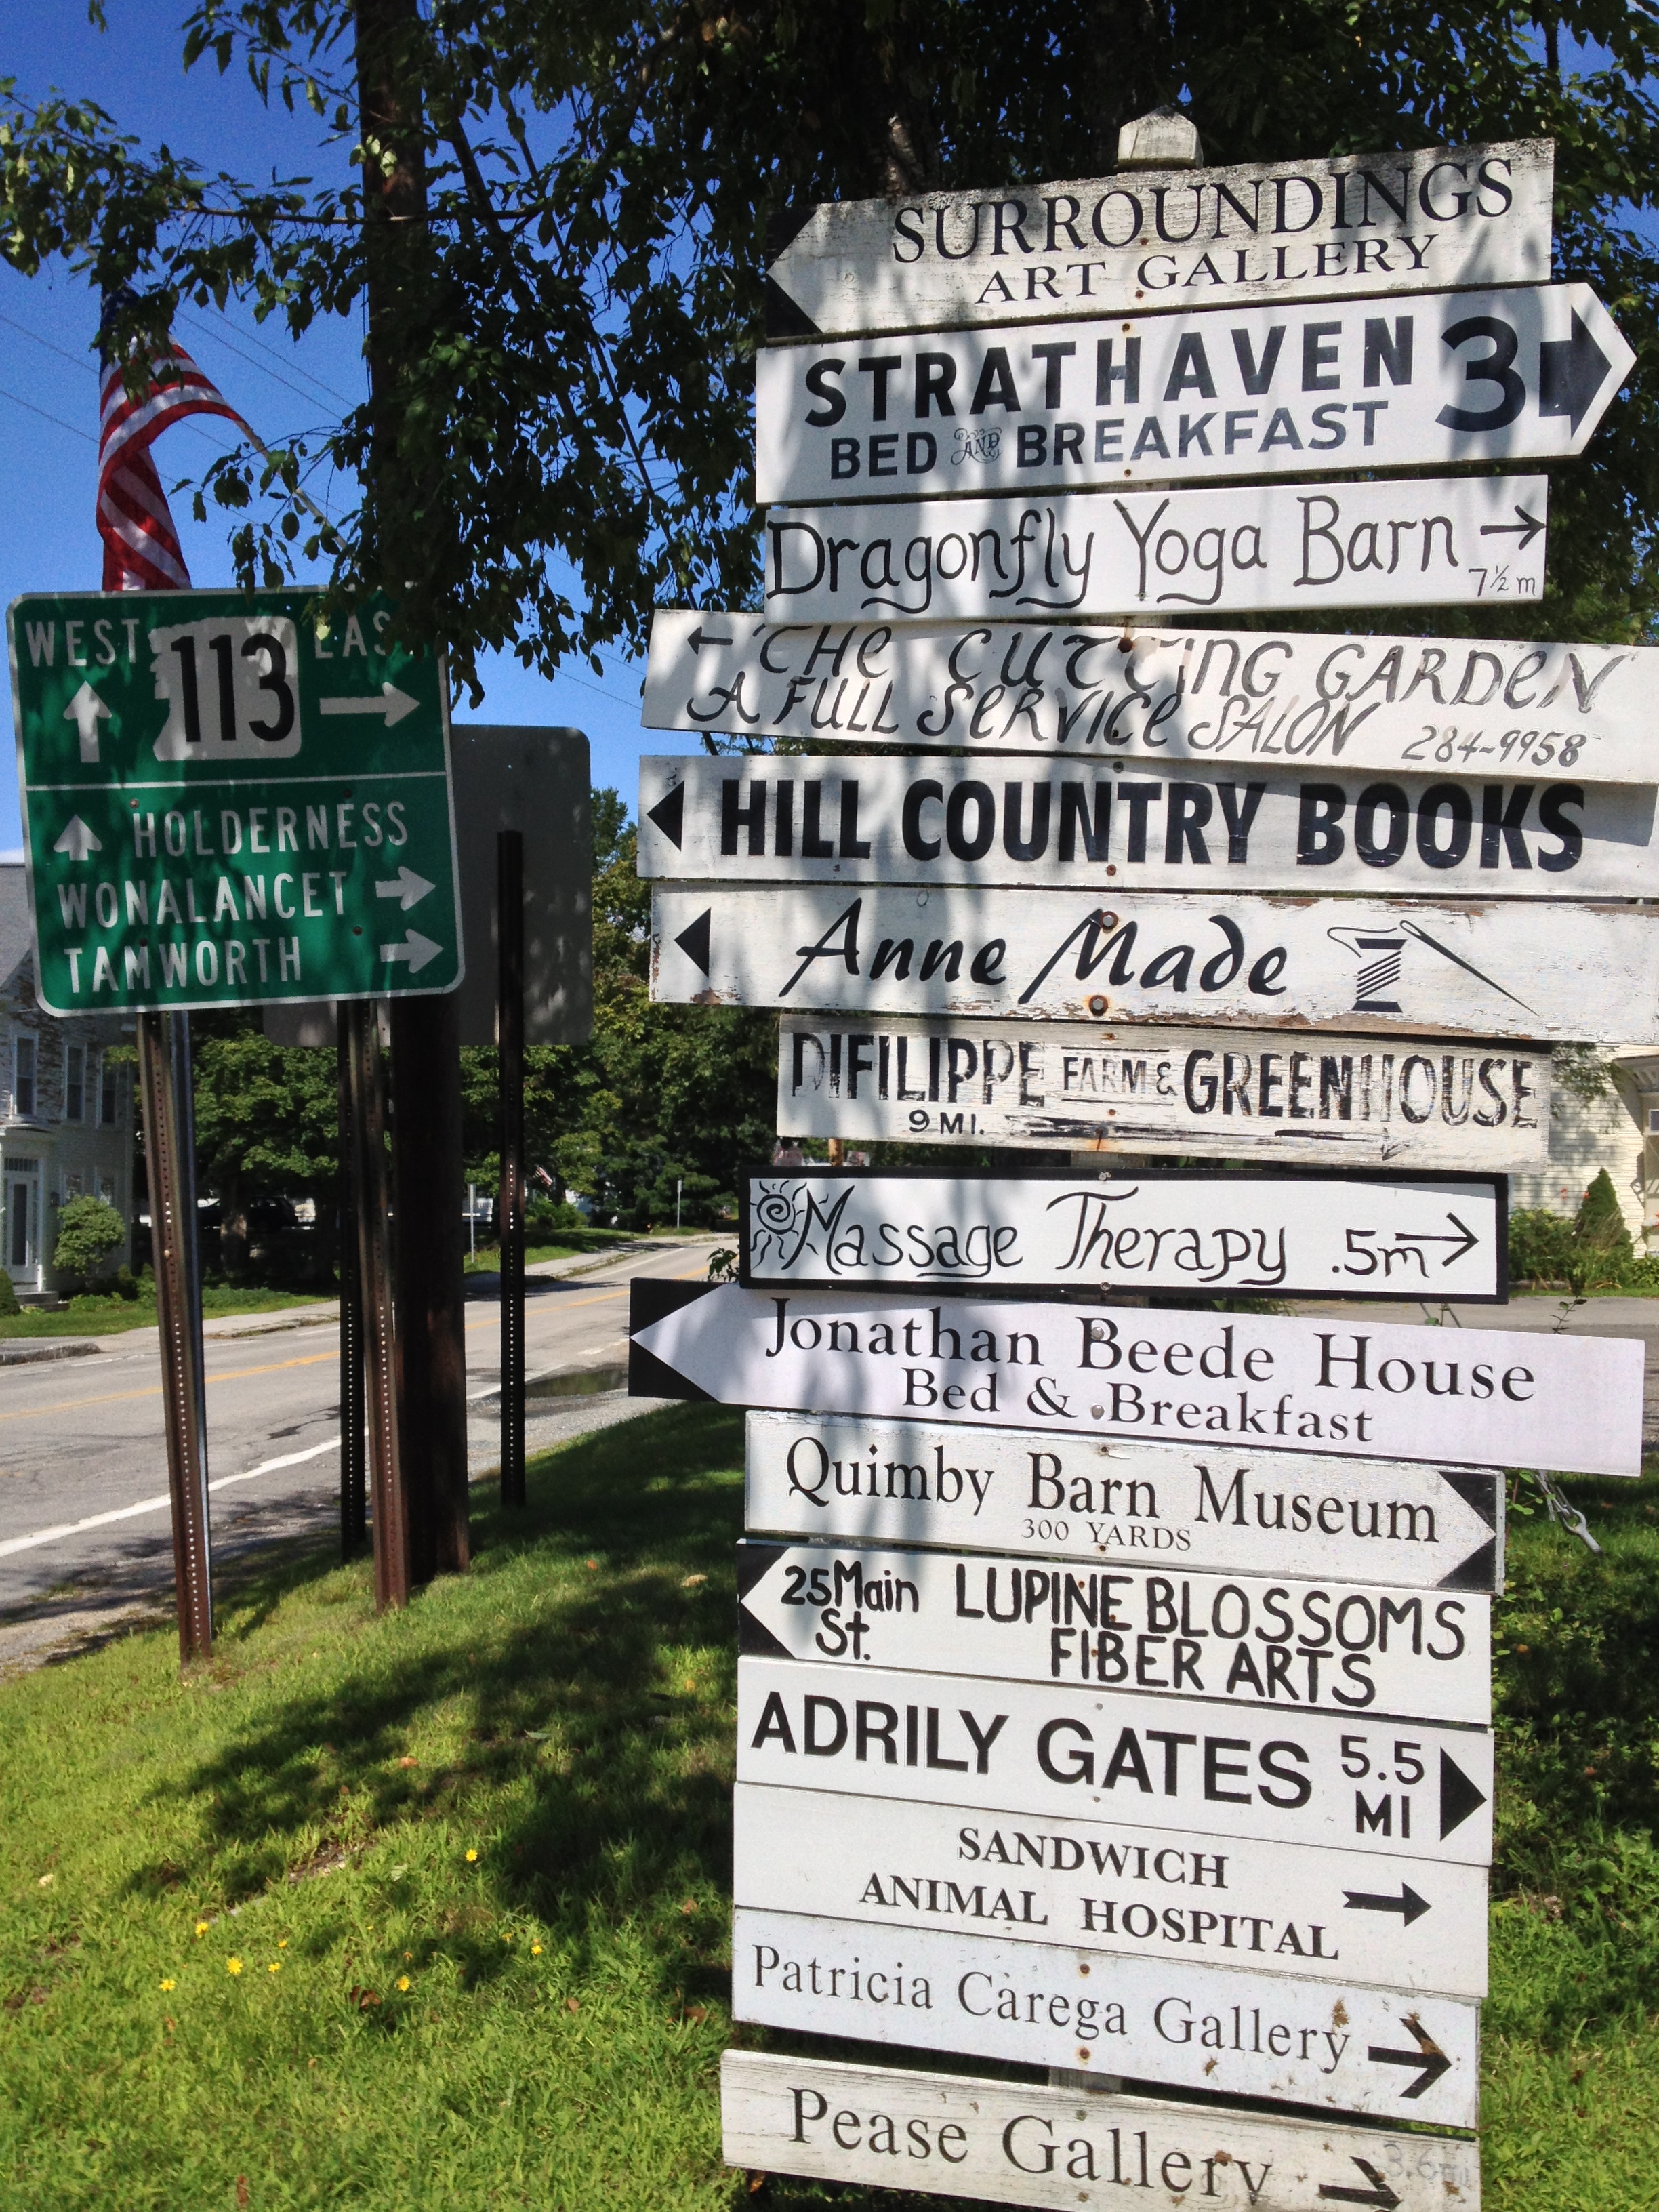 WEST 113
HOLDERNESS
WONALANCET
TAMWORTH
SURROUNDINGS
ART GALLERY
STRATHAVEN 3
BED AND BREAKFAST
Dragonfly Yoga Barn
7½ m
THE CUTTING GARDEN
A FULL SERVICE SALON 284-9958
HILL COUNTRY BOOKS
Anne Made
DIFILIPPE FARM & GREENHOUSE
9 MI.
Massage Therapy .5m
Jonathan Beede House
Bed & Breakfast
Quimby Barn Museum
300 YARDS
25 Main LUPINE BLOSSOMS
St. FIBER ARTS
ADRILY GATES 5.5
MI
SANDWICH
ANIMAL HOSPITAL
Patricia Carega Gallery
Pease Gallery